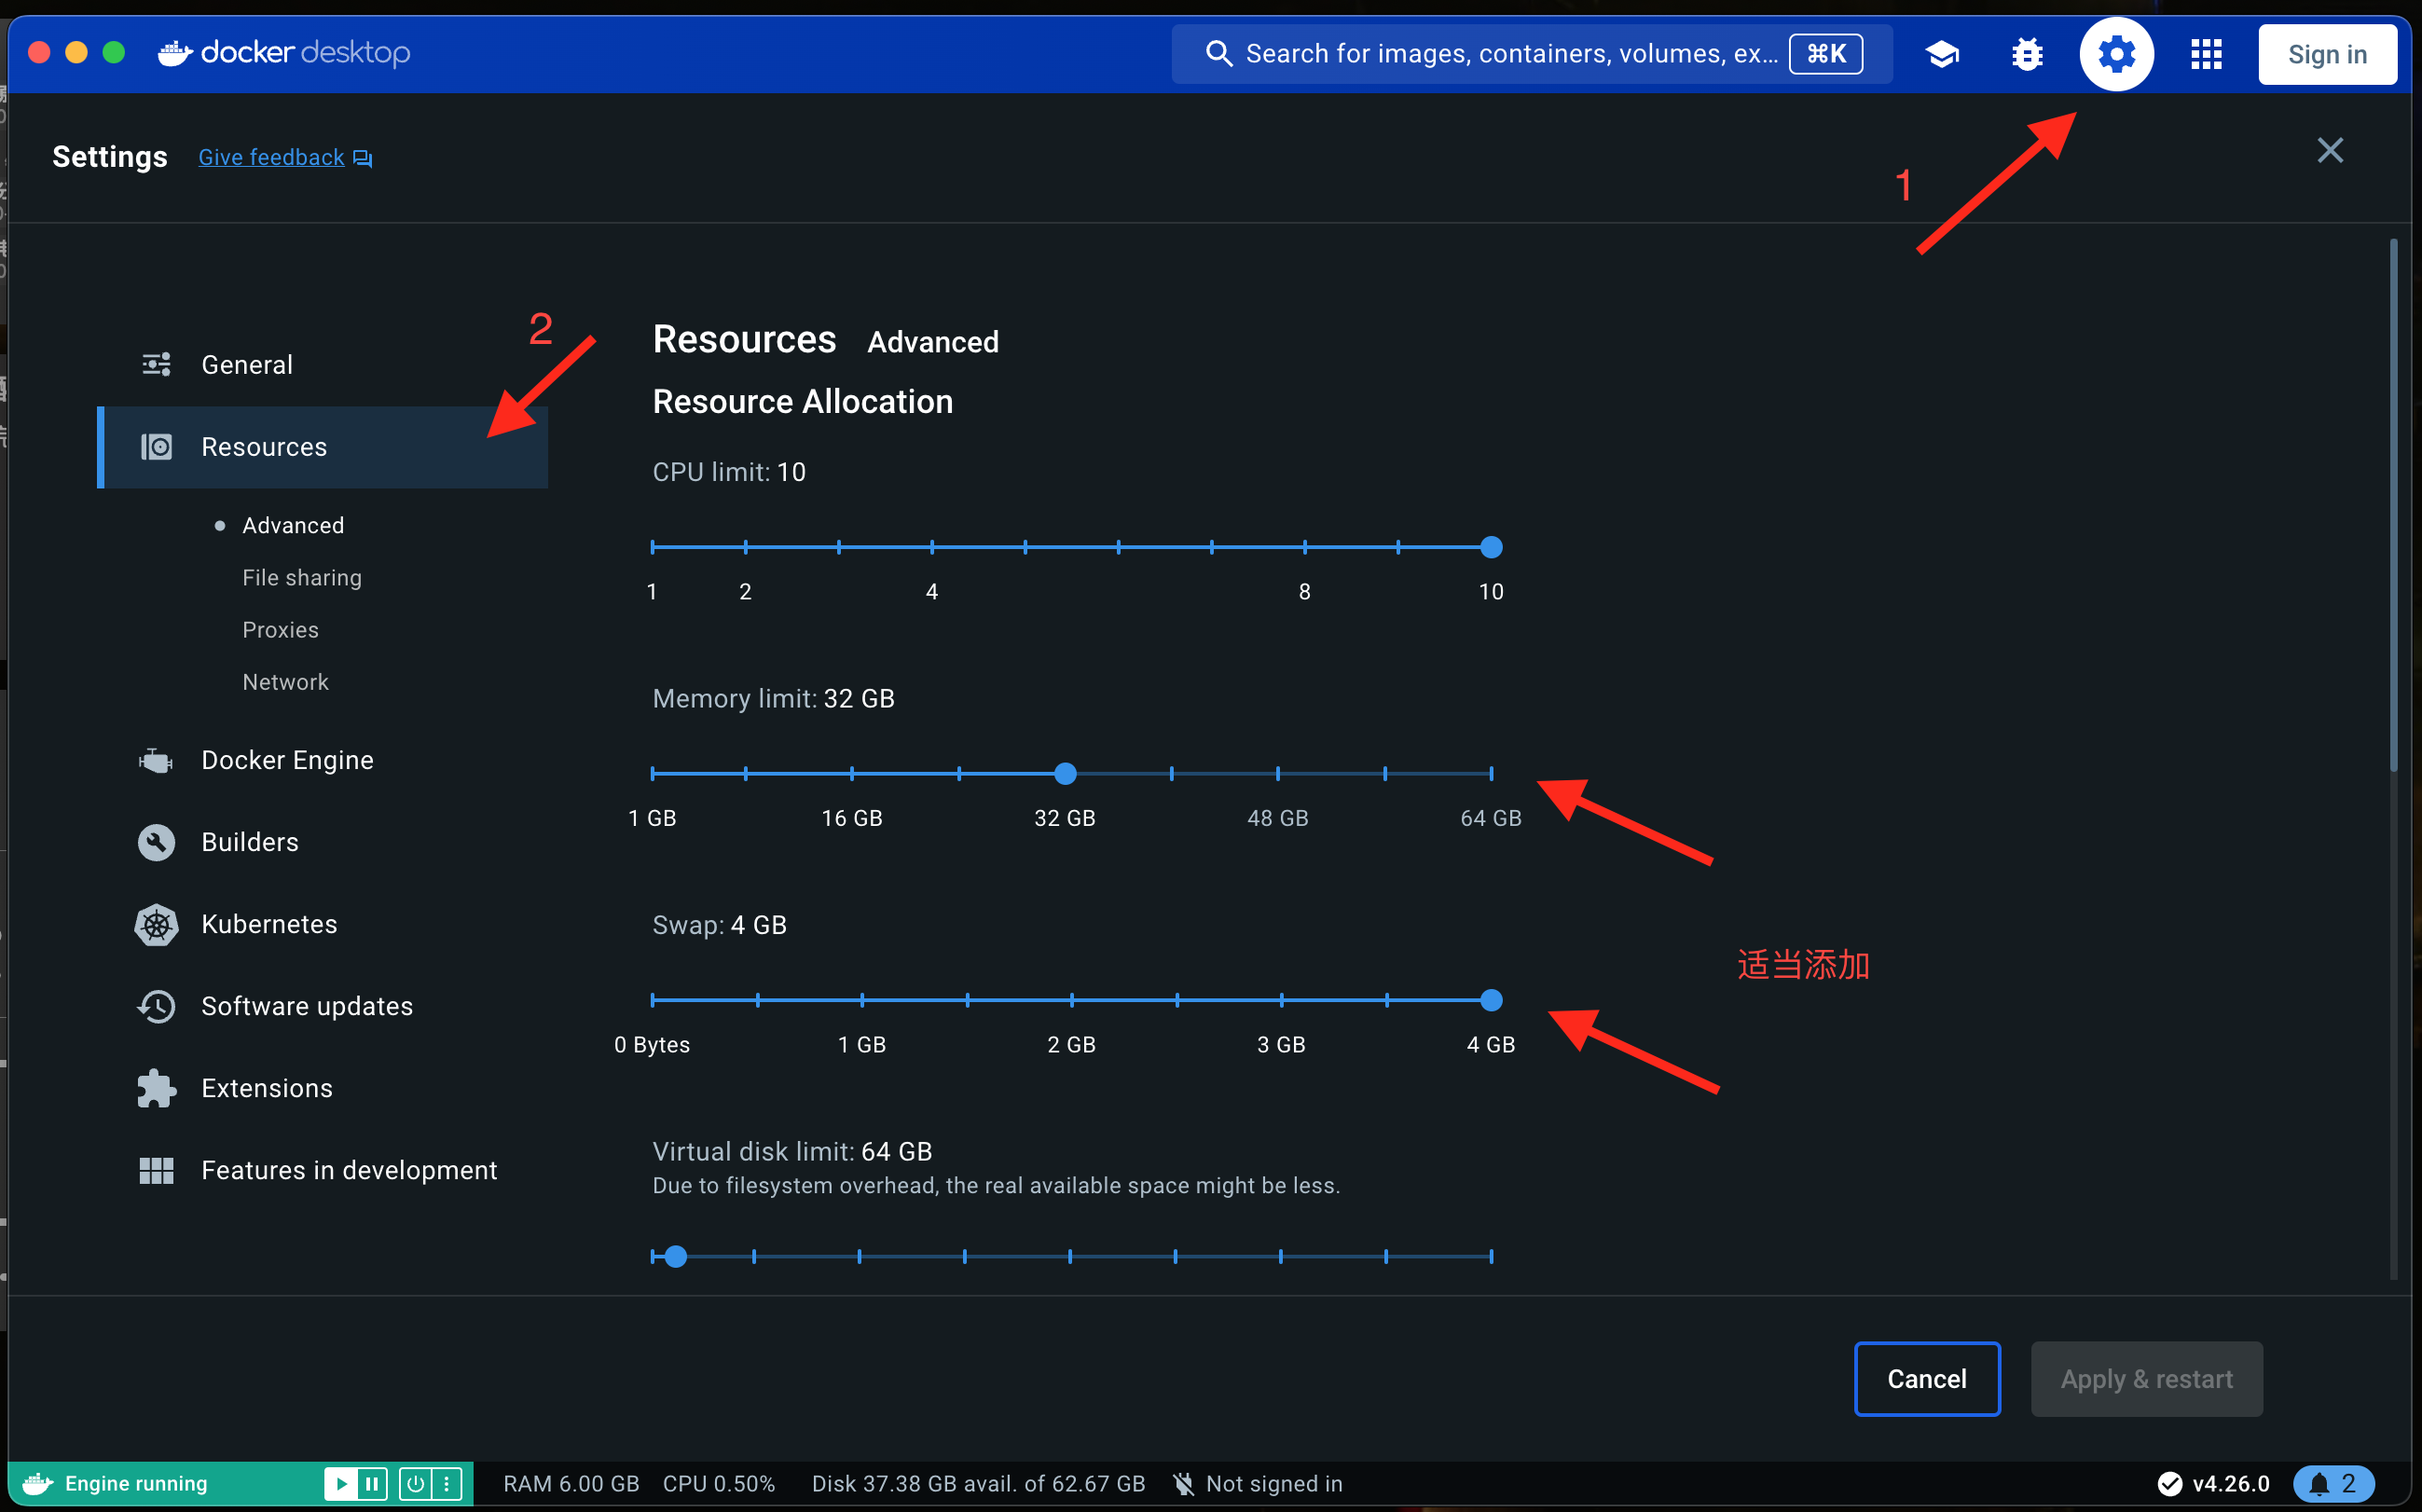 docker desktop
Search for images, containers, volumes, ex... ⌘K
Sign in
Settings Give feedback
1
2
General
Resources
Advanced
File sharing
Proxies
Network
Docker Engine
Builders
Kubernetes
Software updates
Extensions
Features in development
Resources Advanced
Resource Allocation
CPU limit: 10
1 2 4 8 10
Memory limit: 32 GB
1 GB 16 GB 32 GB 48 GB 64 GB
Swap: 4 GB
适当添加
0 Bytes 1 GB 2 GB 3 GB 4 GB
Virtual disk limit: 64 GB
Due to filesystem overhead, the real available space might be less.
Cancel Apply & restart
Engine running RAM 6.00 GB CPU 0.50% Disk 37.38 GB avail. of 62.67 GB Not signed in v4.26.0 2